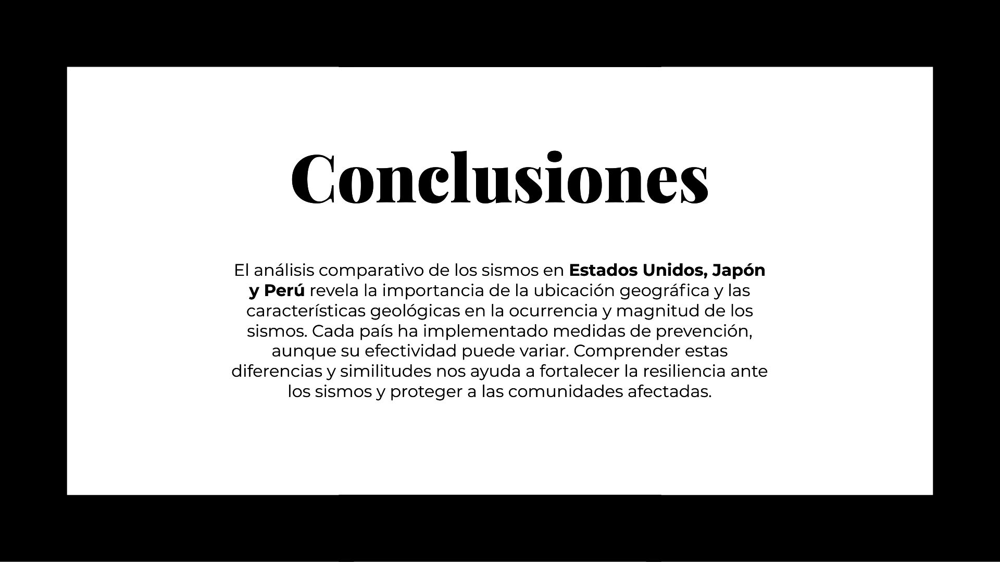 Conclusiones
El análisis comparativo de los sismos en Estados Unidos, Japón
y Perú revela la importancia de la ubicación geográfica y las
características geológicas en la ocurrencia y magnitud de los
sismos. Cada país ha implementado medidas de prevención,
aunque su efectividad puede variar. Comprender estas
diferencias y similitudes nos ayuda a fortalecer la resiliencia ante
los sismos y proteger a las comunidades afectadas.